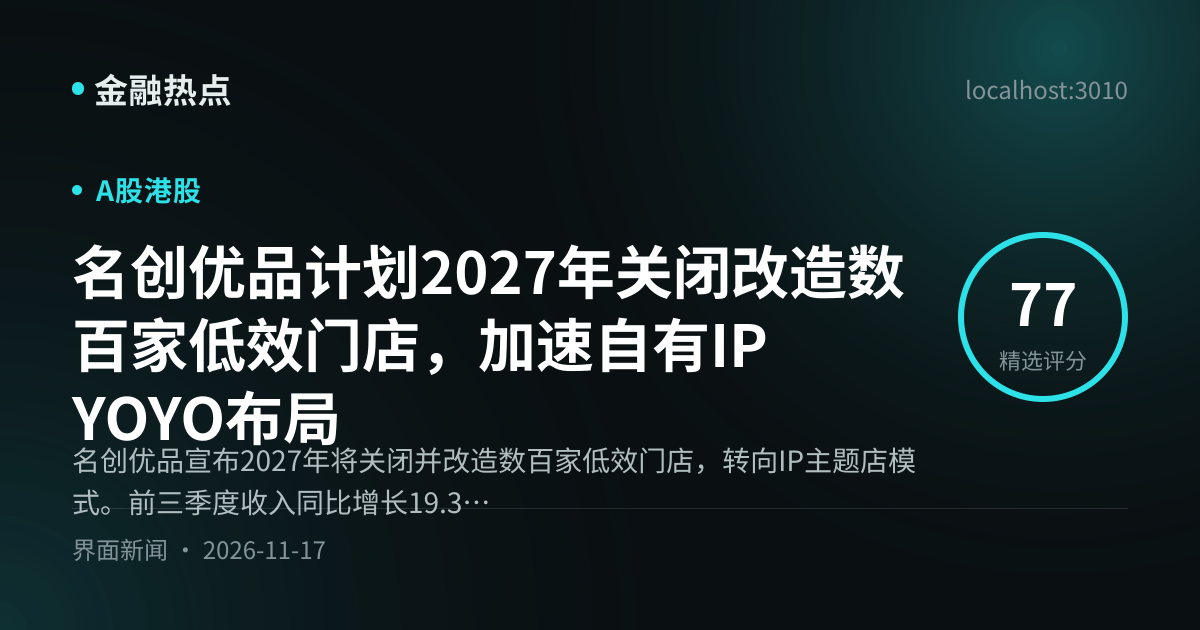 金融热点
localhost:3010
A股港股
名创优品计划2027年关闭改造数
百家低效门店，加速自有IP
YOYO布局
77
精选评分
名创优品宣布2027年将关闭并改造数百家低效门店，转向IP主题店模
式。前三季度收入同比增长19.3…
界面新闻 · 2026-11-17